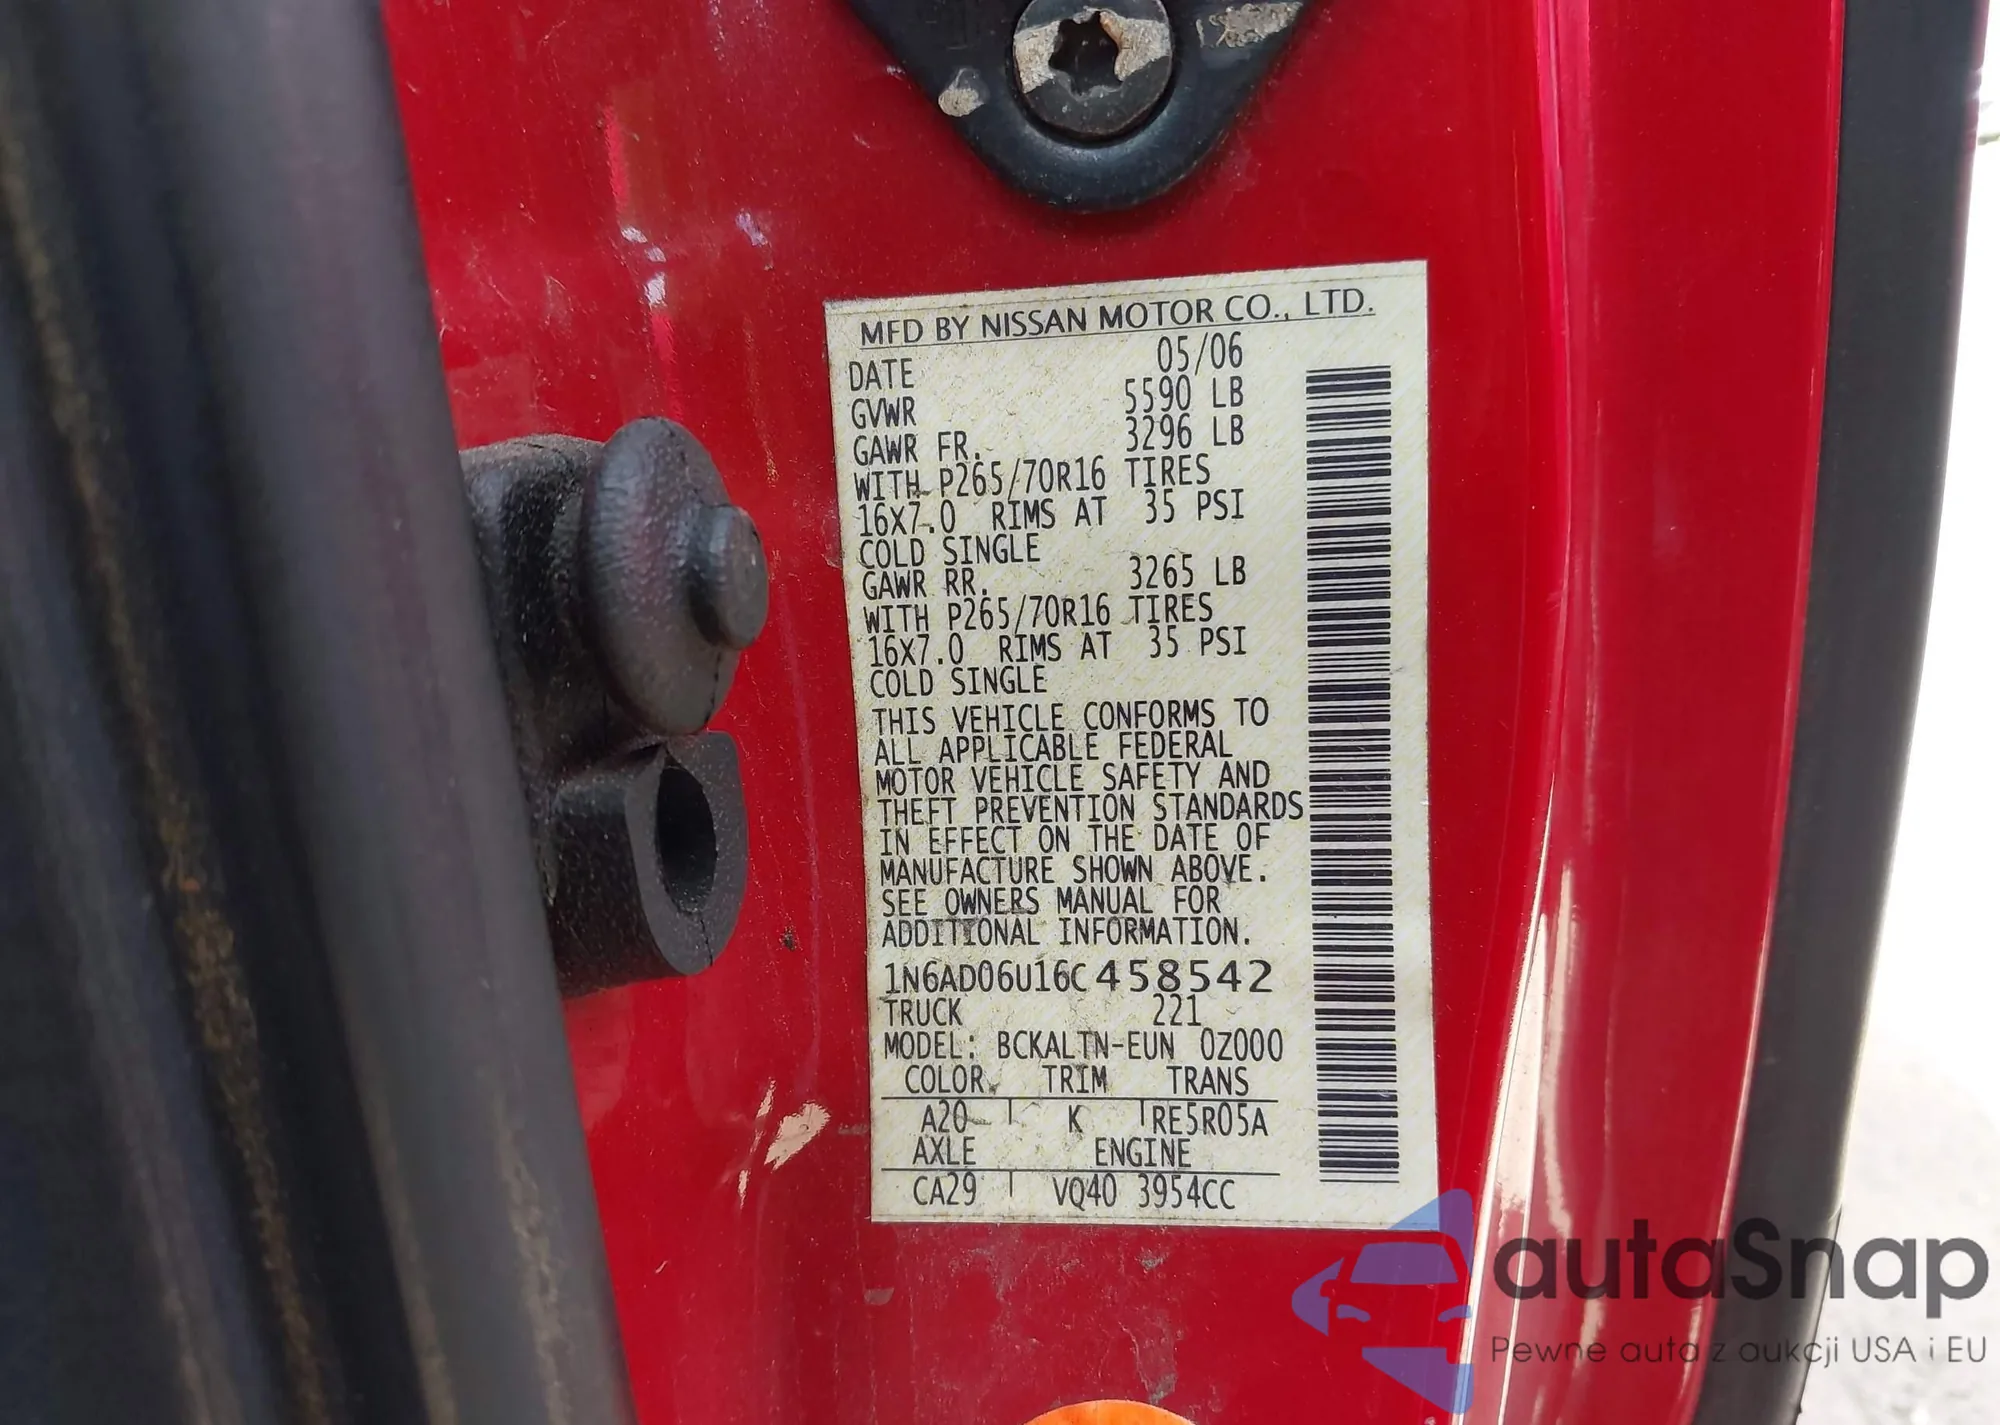 MFD BY NISSAN MOTOR CO., LTD.
DATE 05/06
GVWR 5590 LB
GAWR FR. 3296 LB
WITH P265/70R16 TIRES
16X7.0 RIMS AT 35 PSI
COLD SINGLE
GAWR RR. 3265 LB
WITH P265/70R16 TIRES
16X7.0 RIMS AT 35 PSI
COLD SINGLE
THIS VEHICLE CONFORMS TO
ALL APPLICABLE FEDERAL
MOTOR VEHICLE SAFETY AND
THEFT PREVENTION STANDARDS
IN EFFECT ON THE DATE OF
MANUFACTURE SHOWN ABOVE.
SEE OWNERS MANUAL FOR
ADDITIONAL INFORMATION.
1N6AD06U16C458542
TRUCK 221
MODEL: BCKALTN-EUN 0Z000
COLOR TRIM TRANS
A20 K RE5R05A
AXLE ENGINE
CA29 VQ40 3954CC
autaSnap
Pewne auta z aukcji USA i EU